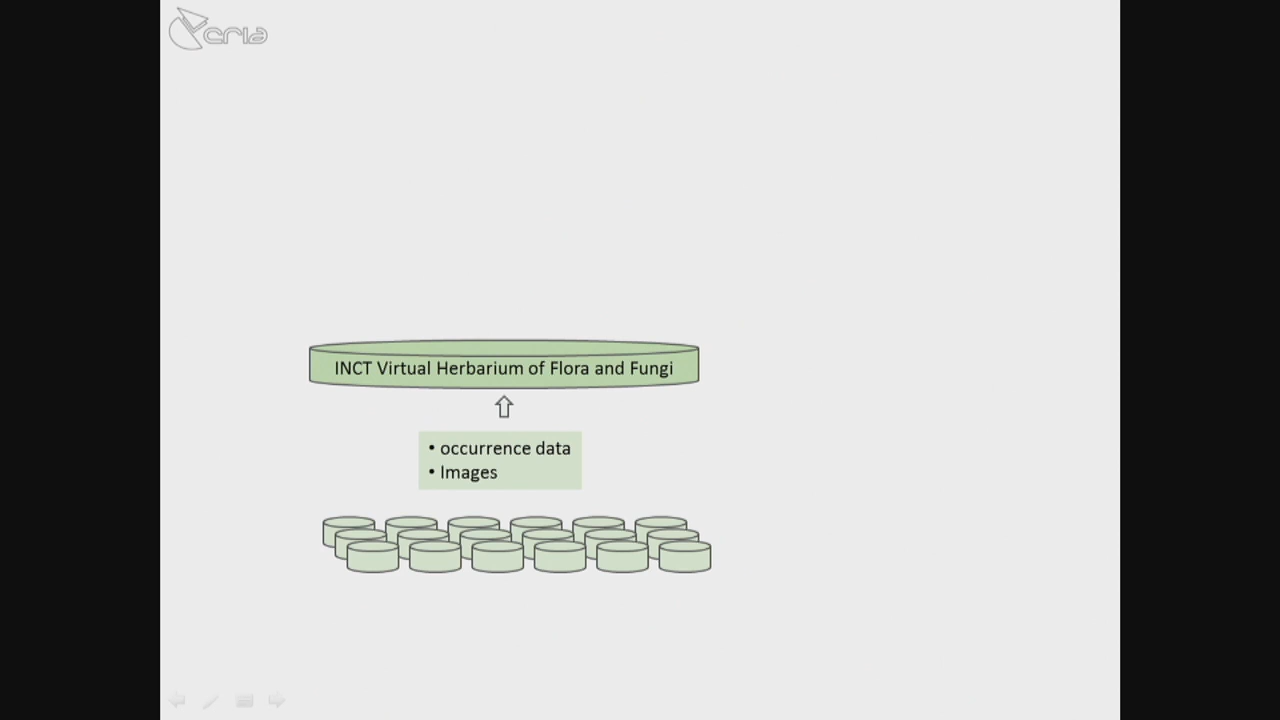 cria
INCT Virtual Herbarium of Flora and Fungi
• occurrence data
• Images